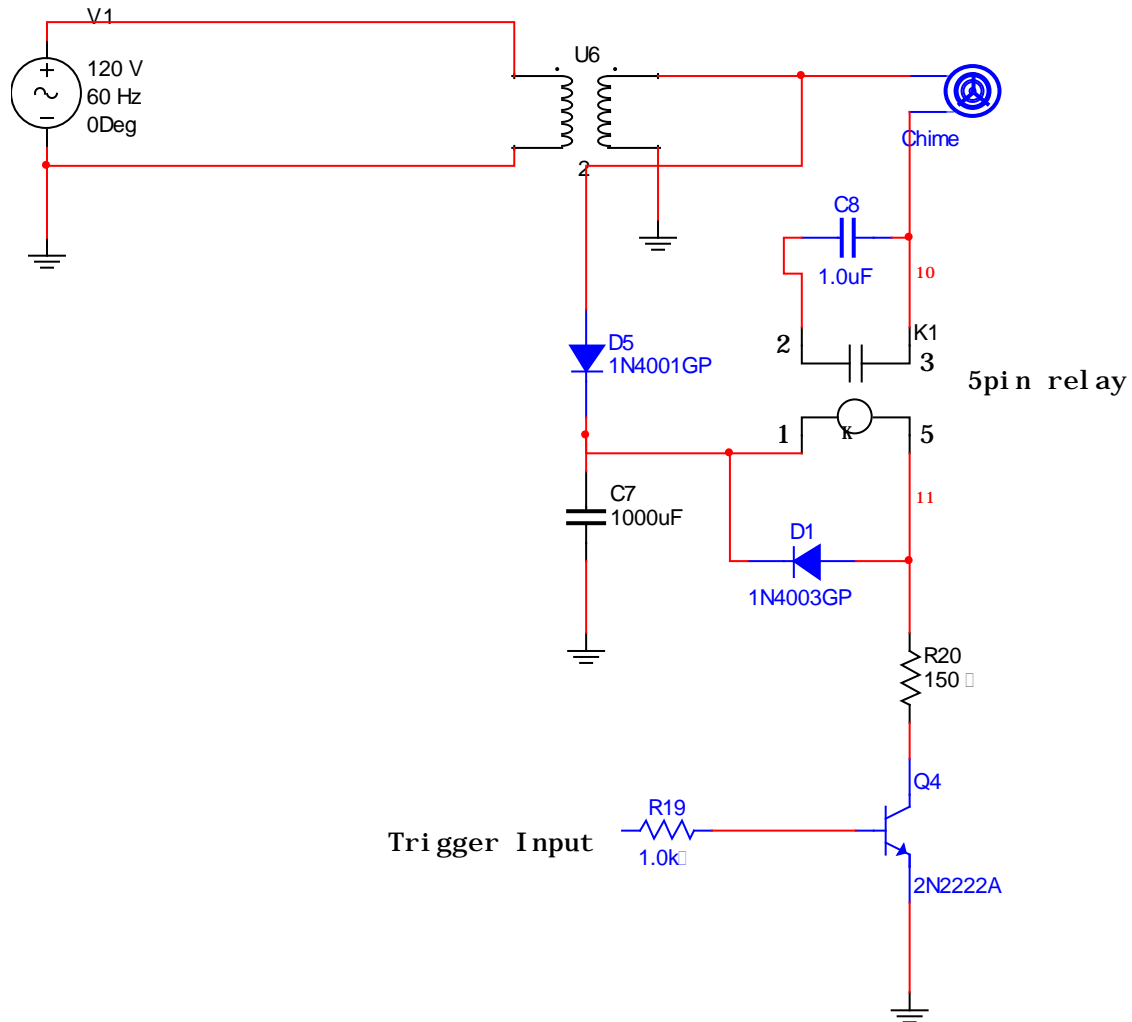 V1
120 V
60 Hz
0Deg
U6
2
Chime
C8
1.0uF
10
K1
2
3
5pin relay
D5
1N4001GP
1
K
5
C7
1000uF
11
D1
1N4003GP
R20
150 
Q4
R19
1.0k
Trigger Input
2N2222A